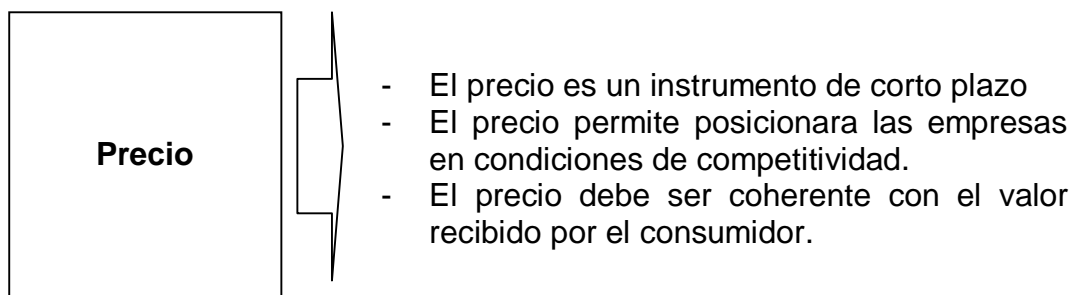 Precio
- El precio es un instrumento de corto plazo
- El precio permite posicionara las empresas
en condiciones de competitividad.
- El precio debe ser coherente con el valor
recibido por el consumidor.